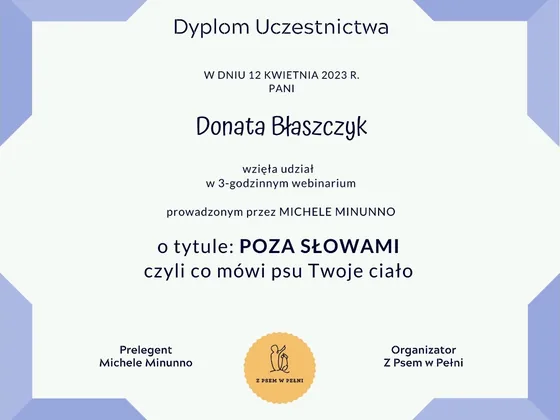 Dyplom Uczestnictwa
W DNIU 12 KWIETNIA 2023 R.
PANI
Donata Błaszczyk
wzięła udział
w 3-godzinnym webinarium
prowadzonym przez MICHELE MINUNNO
o tytule: POZA SŁOWAMI
czyli co mówi psu Twoje ciało
Prelegent
Michele Minunno
Z PSEM W PEŁNI
Organizator
Z Psem w Pełni